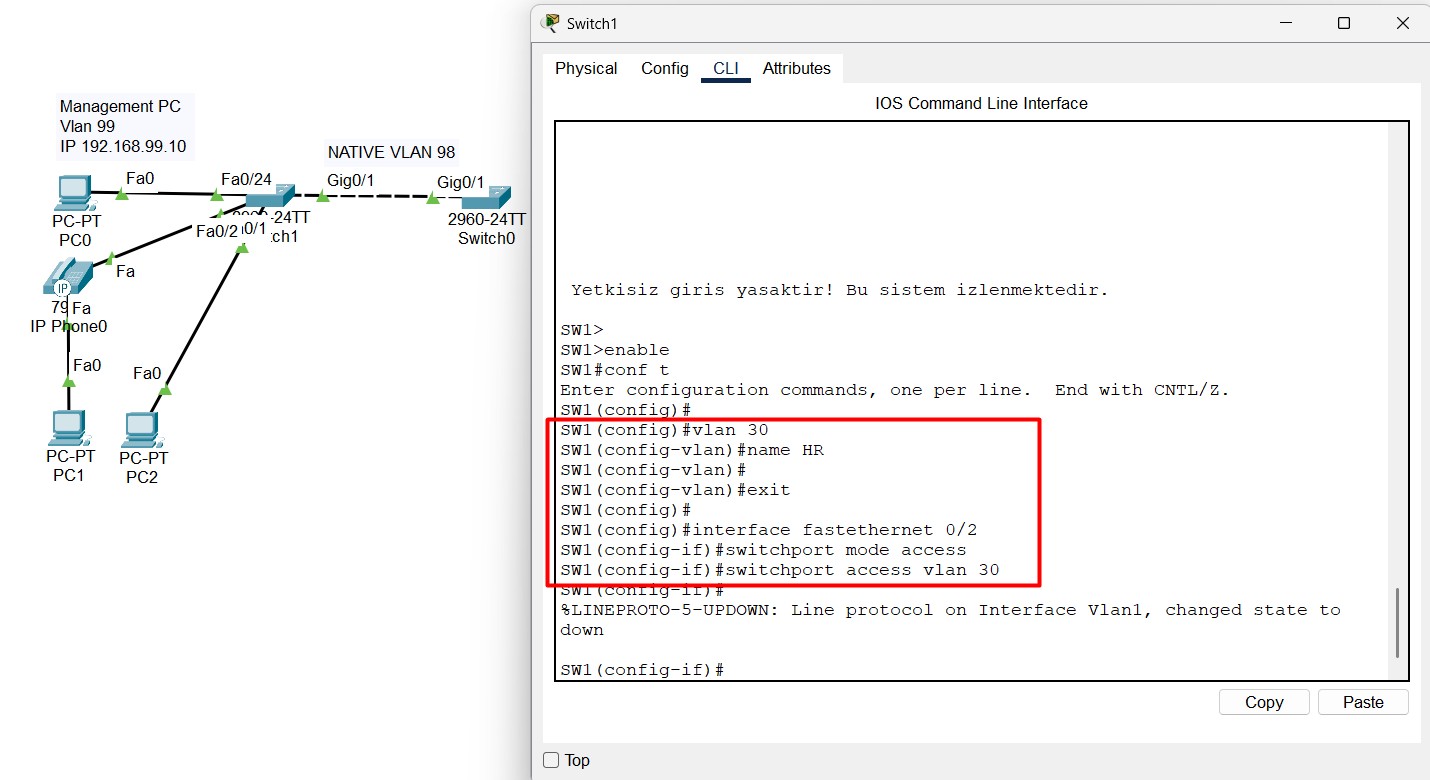 Switch1
Physical
Config
CLI
Attributes
IOS Command Line Interface
Yetkisiz giris yasaktir! Bu sistem izlenmektedir.
SW1>
SW1>enable
SW1#conf t
Enter configuration commands, one per line.  End with CNTL/Z.
SW1(config)#
SW1(config)#vlan 30
SW1(config-vlan)#name HR
SW1(config-vlan)#
SW1(config-vlan)#exit
SW1(config)#
SW1(config)#interface fastethernet 0/2
SW1(config-if)#switchport mode access
SW1(config-if)#switchport access vlan 30
SW1(config-if)#
%LINEPROTO-5-UPDOWN: Line protocol on Interface Vlan1, changed state to
down
SW1(config-if)#
Copy
Paste
Top
Management PC
Vlan 99
IP 192.168.99.10
NATIVE VLAN 98
Fa0
Fa0/24
Gig0/1
Gig0/1
PC-PT
PC0
-24TT
tch1
2960-24TT
Switch0
Fa0/2
0/1
Fa
IP
79
Fa
IP Phone0
Fa0
Fa0
PC-PT
PC1
PC-PT
PC2